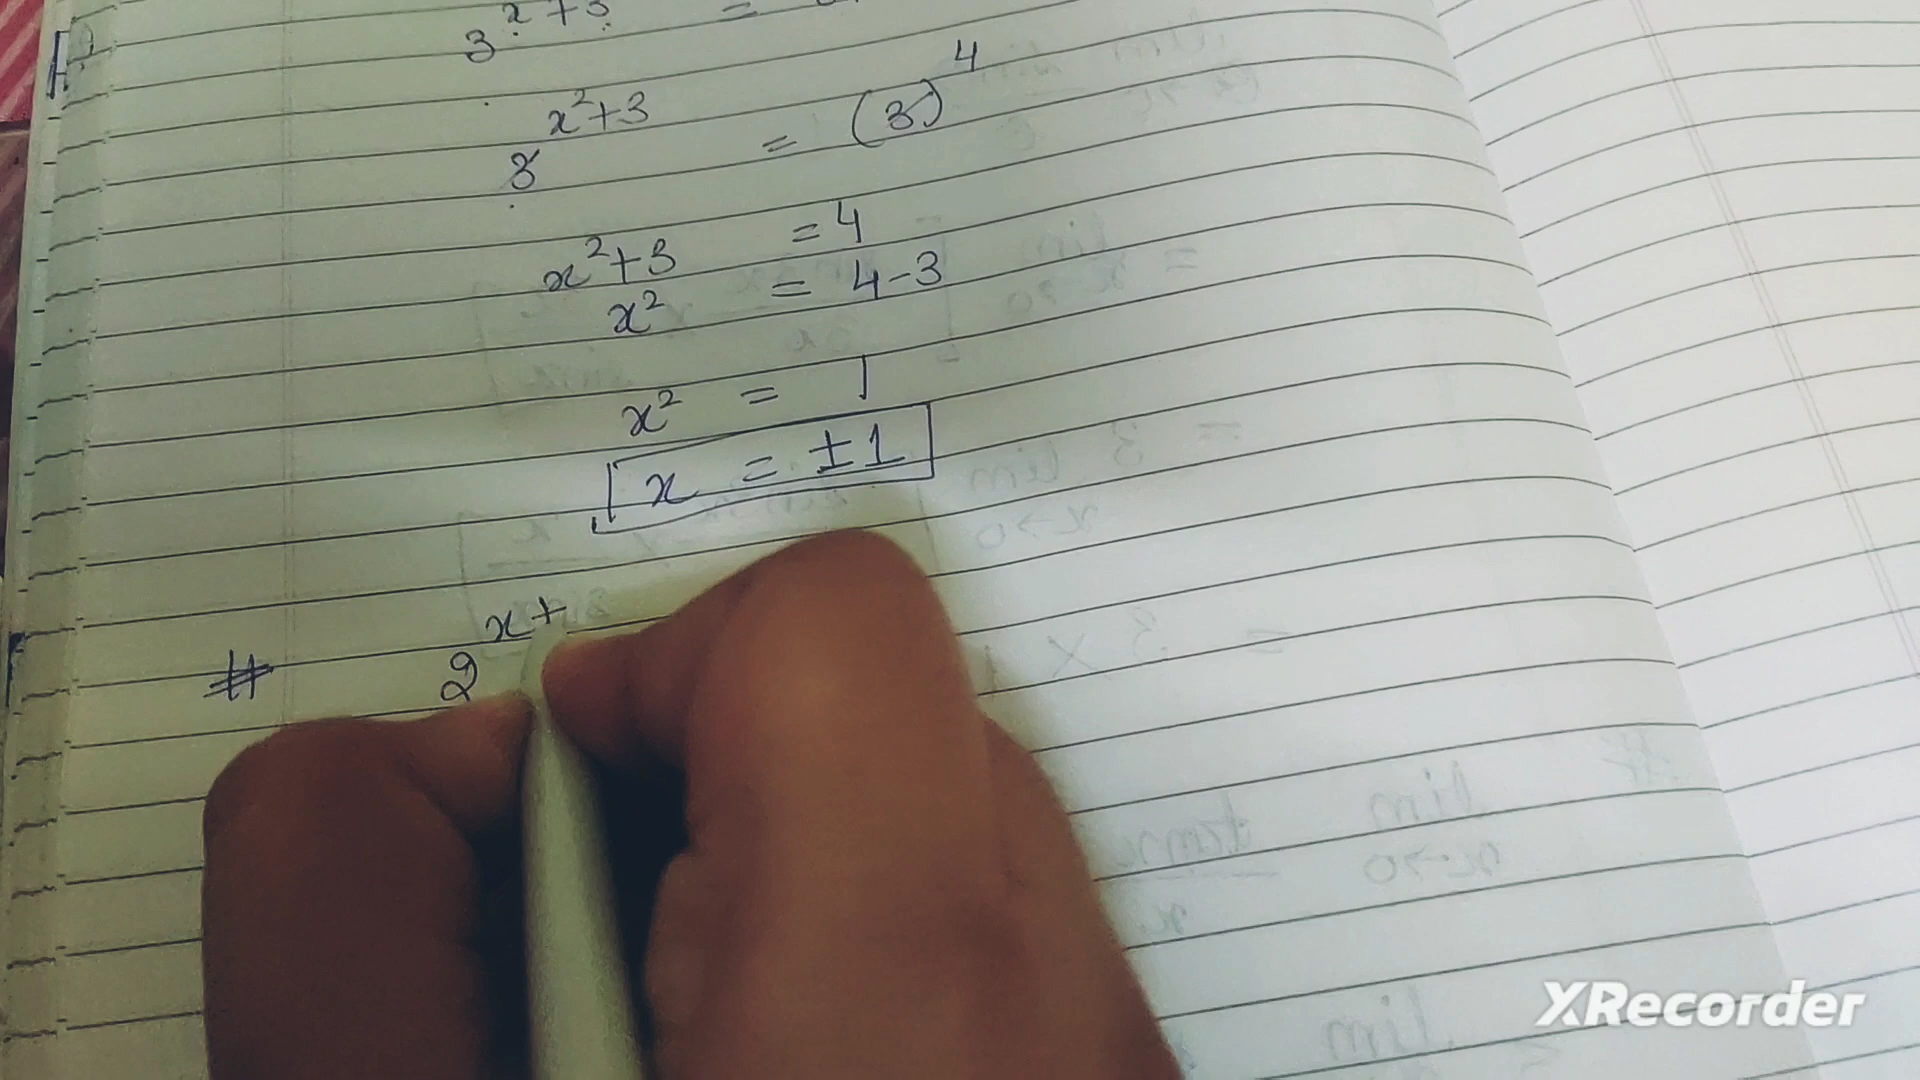 3^x²+3 =
3^x²+3 = (3)^4
x²+3 = 4
x² = 4-3
x² = 1
x = ±1
# 2^x+
XRecorder